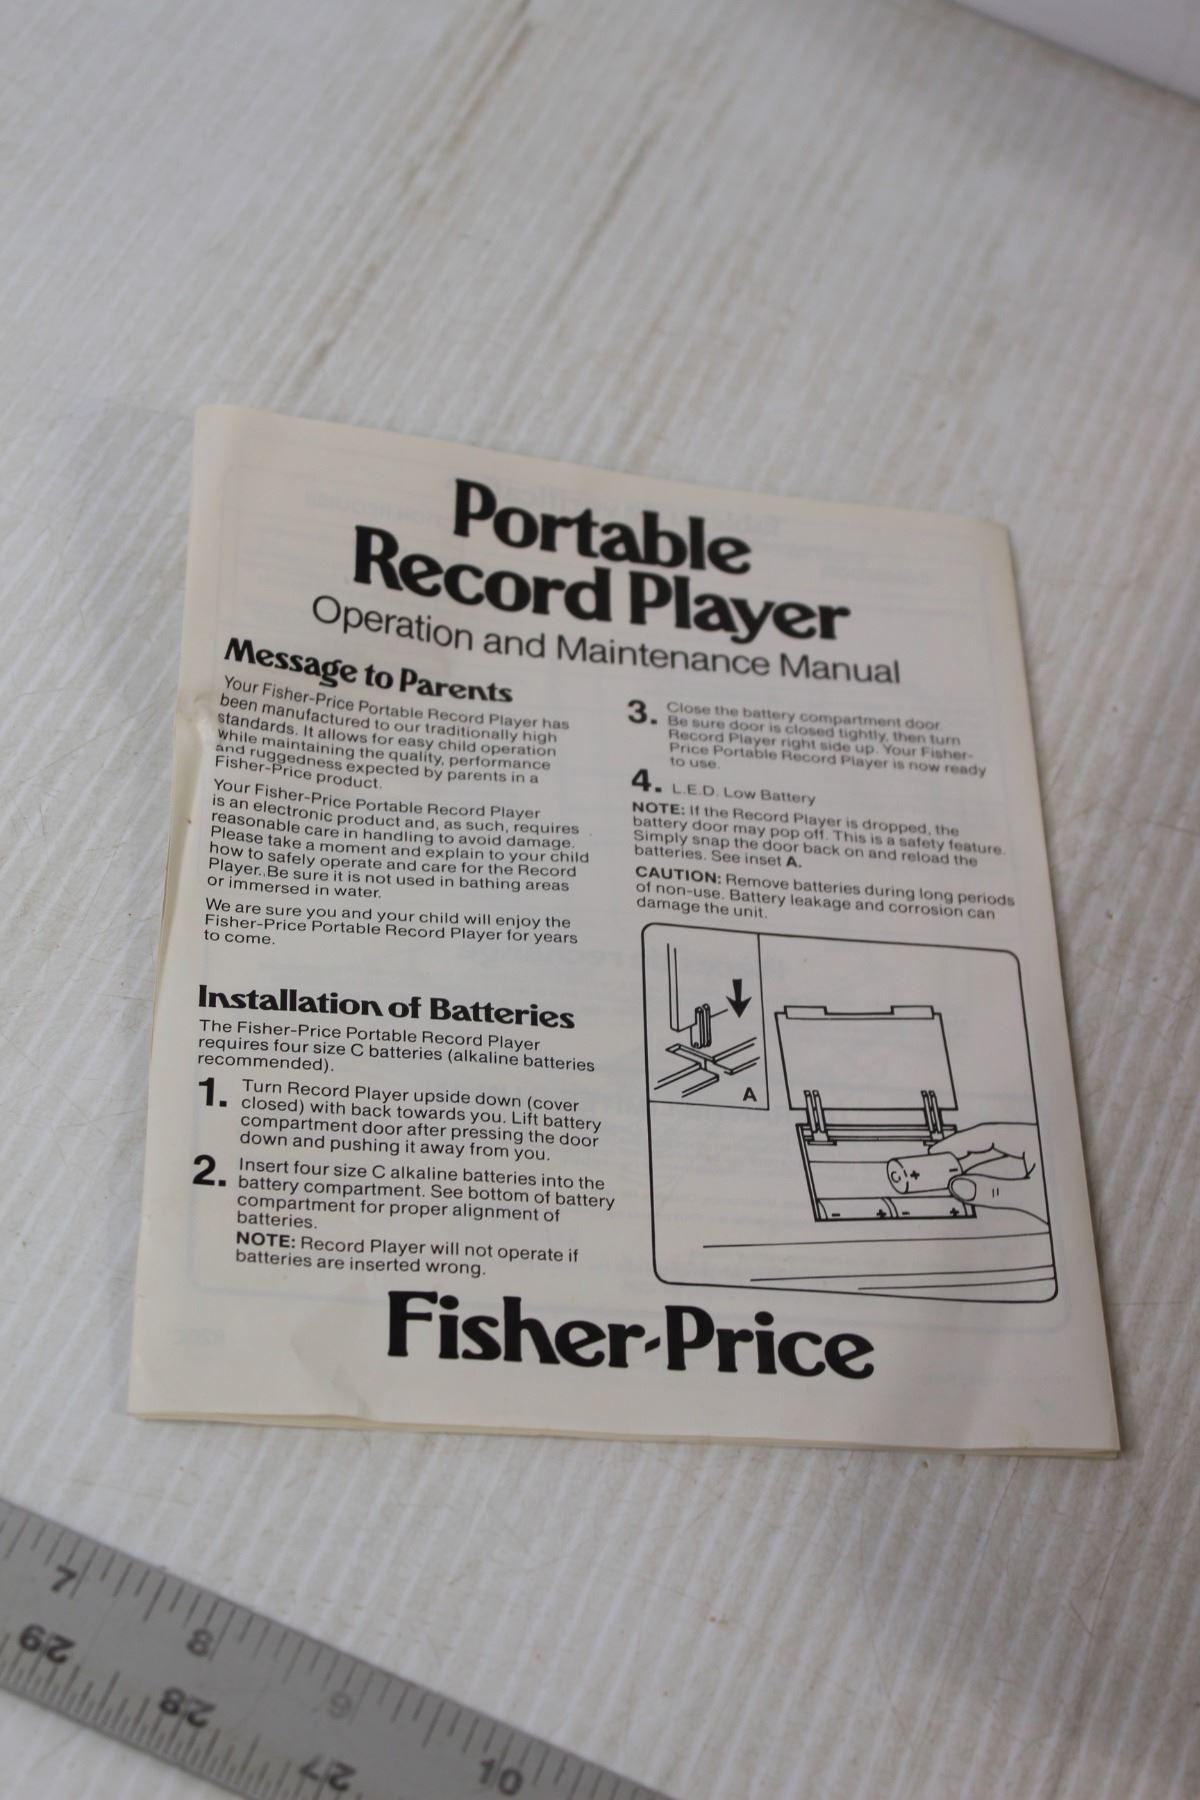 Portable
Record Player
Operation and Maintenance Manual
Message to Parents
Your Fisher-Price Portable Record Player has
been manufactured to our traditionally high
standards. It allows for easy child operation
while maintaining the quality, performance
and ruggedness expected by parents in a
Fisher-Price product.
Your Fisher-Price Portable Record Player
is an electronic product and, as such, requires
reasonable care in handling to avoid damage.
Please take a moment and explain to your child
how to safely operate and care for the Record
Player. Be sure it is not used in bathing areas
or immersed in water.
We are sure you and your child will enjoy the
Fisher-Price Portable Record Player for years
to come.
Installation of Batteries
The Fisher-Price Portable Record Player
requires four size C batteries (alkaline batteries
recommended).
1. Turn Record Player upside down (cover
closed) with back towards you. Lift battery
compartment door after pressing the door
down and pushing it away from you.
2. Insert four size C alkaline batteries into the
battery compartment. See bottom of battery
compartment for proper alignment of
batteries.
NOTE: Record Player will not operate if
batteries are inserted wrong.
3. Close the battery compartment door.
Be sure door is closed tightly, then turn
Record Player right side up. Your Fisher-
Price Portable Record Player is now ready
to use.
4. L.E.D. Low Battery
NOTE: If the Record Player is dropped, the
battery door may pop off. This is a safety feature.
Simply snap the door back on and reload the
batteries. See inset A.
CAUTION: Remove batteries during long periods
of non-use. Battery leakage and corrosion can
damage the unit.
A
C - + -
- + - +
Fisher-Price
7 8 9 10
29 28 27